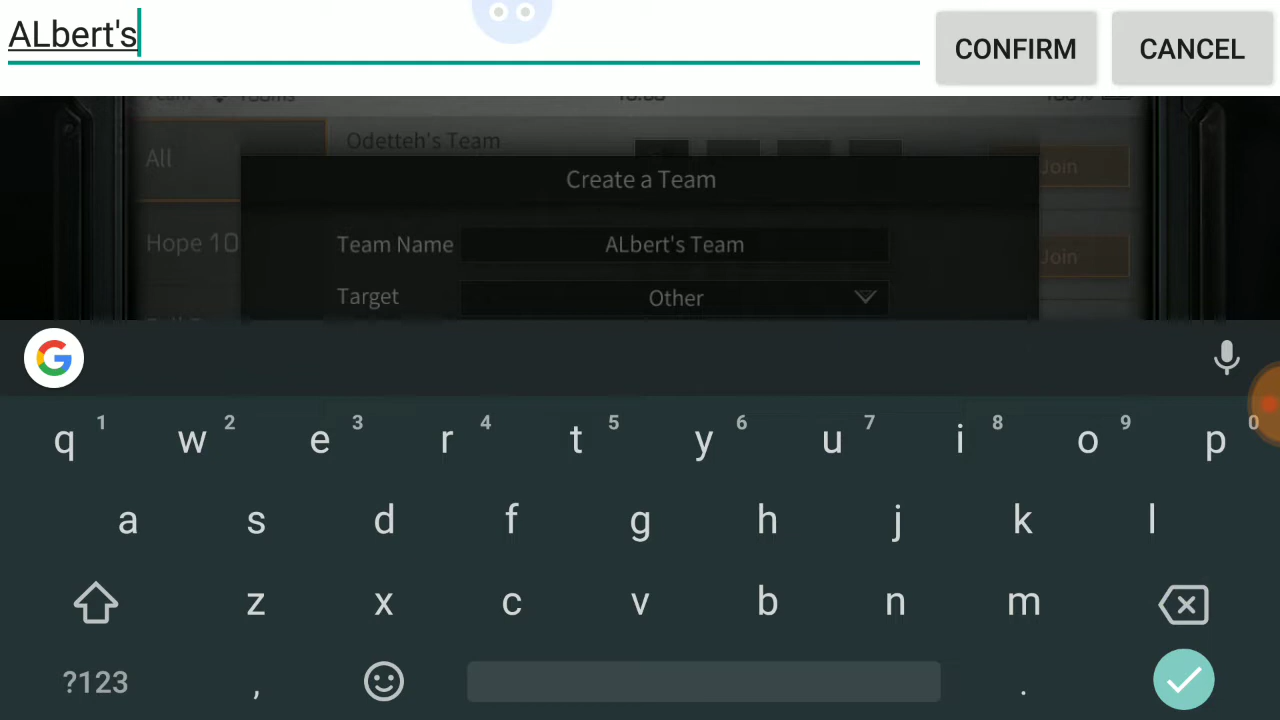 ALbert's
CONFIRM
CANCEL
Odetteh's Team
All
Join
Create a Team
Hope 10
Team Name
ALbert's Team
Join
Target
Other
q 1 w 2 e 3 r 4 t 5 y 6 u 7 i 8 o 9 p 0
a s d f g h j k l
z x c v b n m
?123 , .